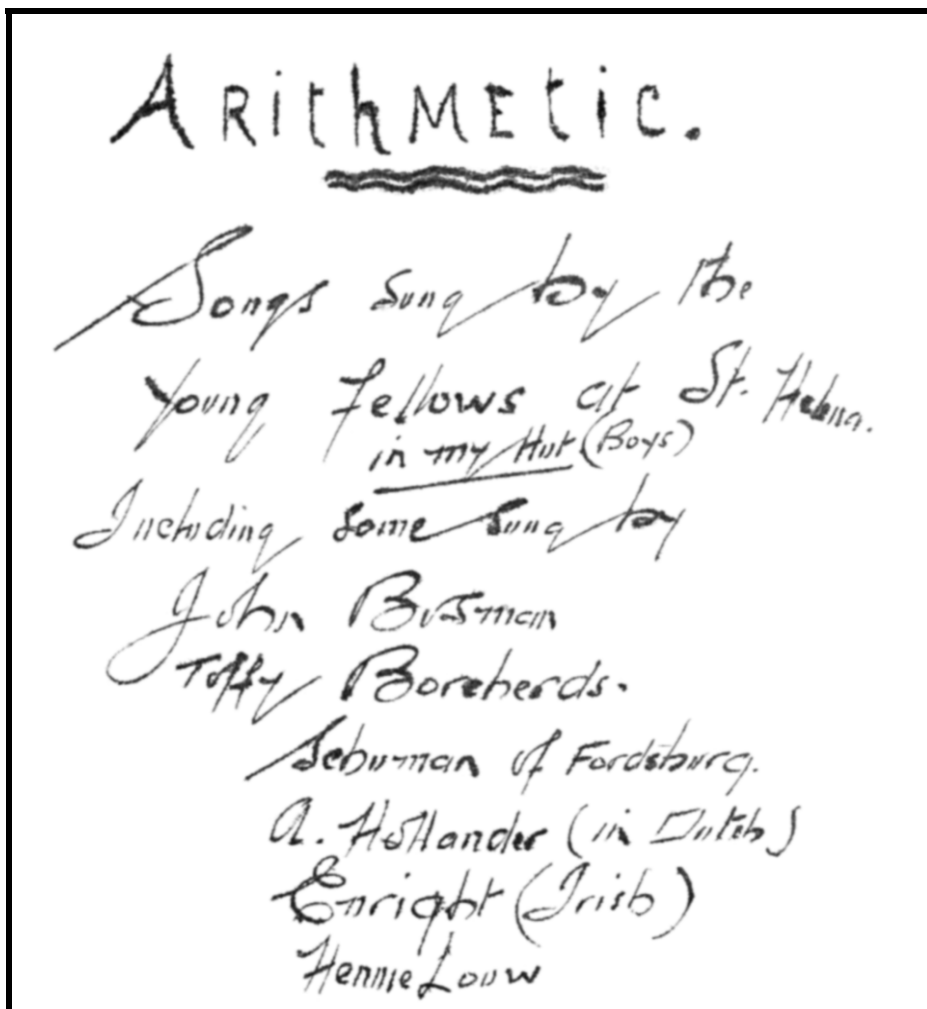 ARithMEtic.
Songs sung by the
Young Fellows at St. Helena.
in my Hut (Boys)
Including some sung by
John Bosman
Toffy Borcherds.
Schuman of Fordsburg.
A. Hollander (in Dutch)
Enright (Irish)
Hennie Louw